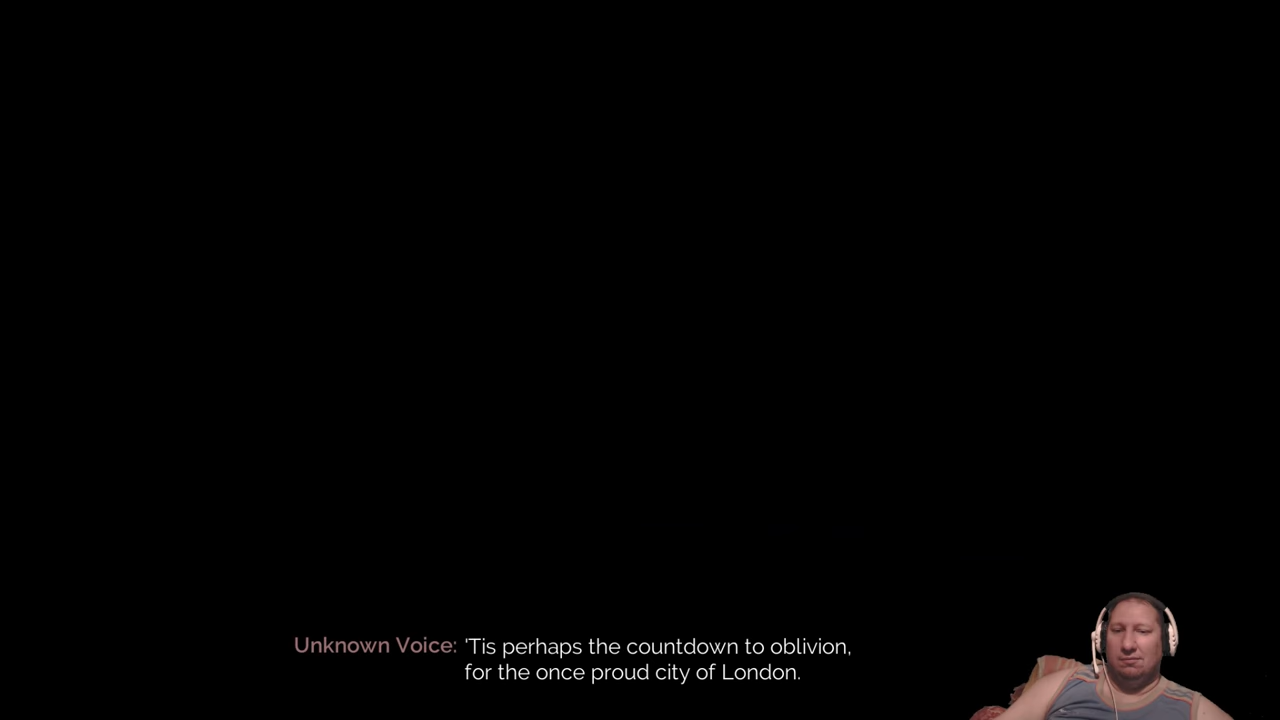 Unknown Voice: 'Tis perhaps the countdown to oblivion,
for the once proud city of London.